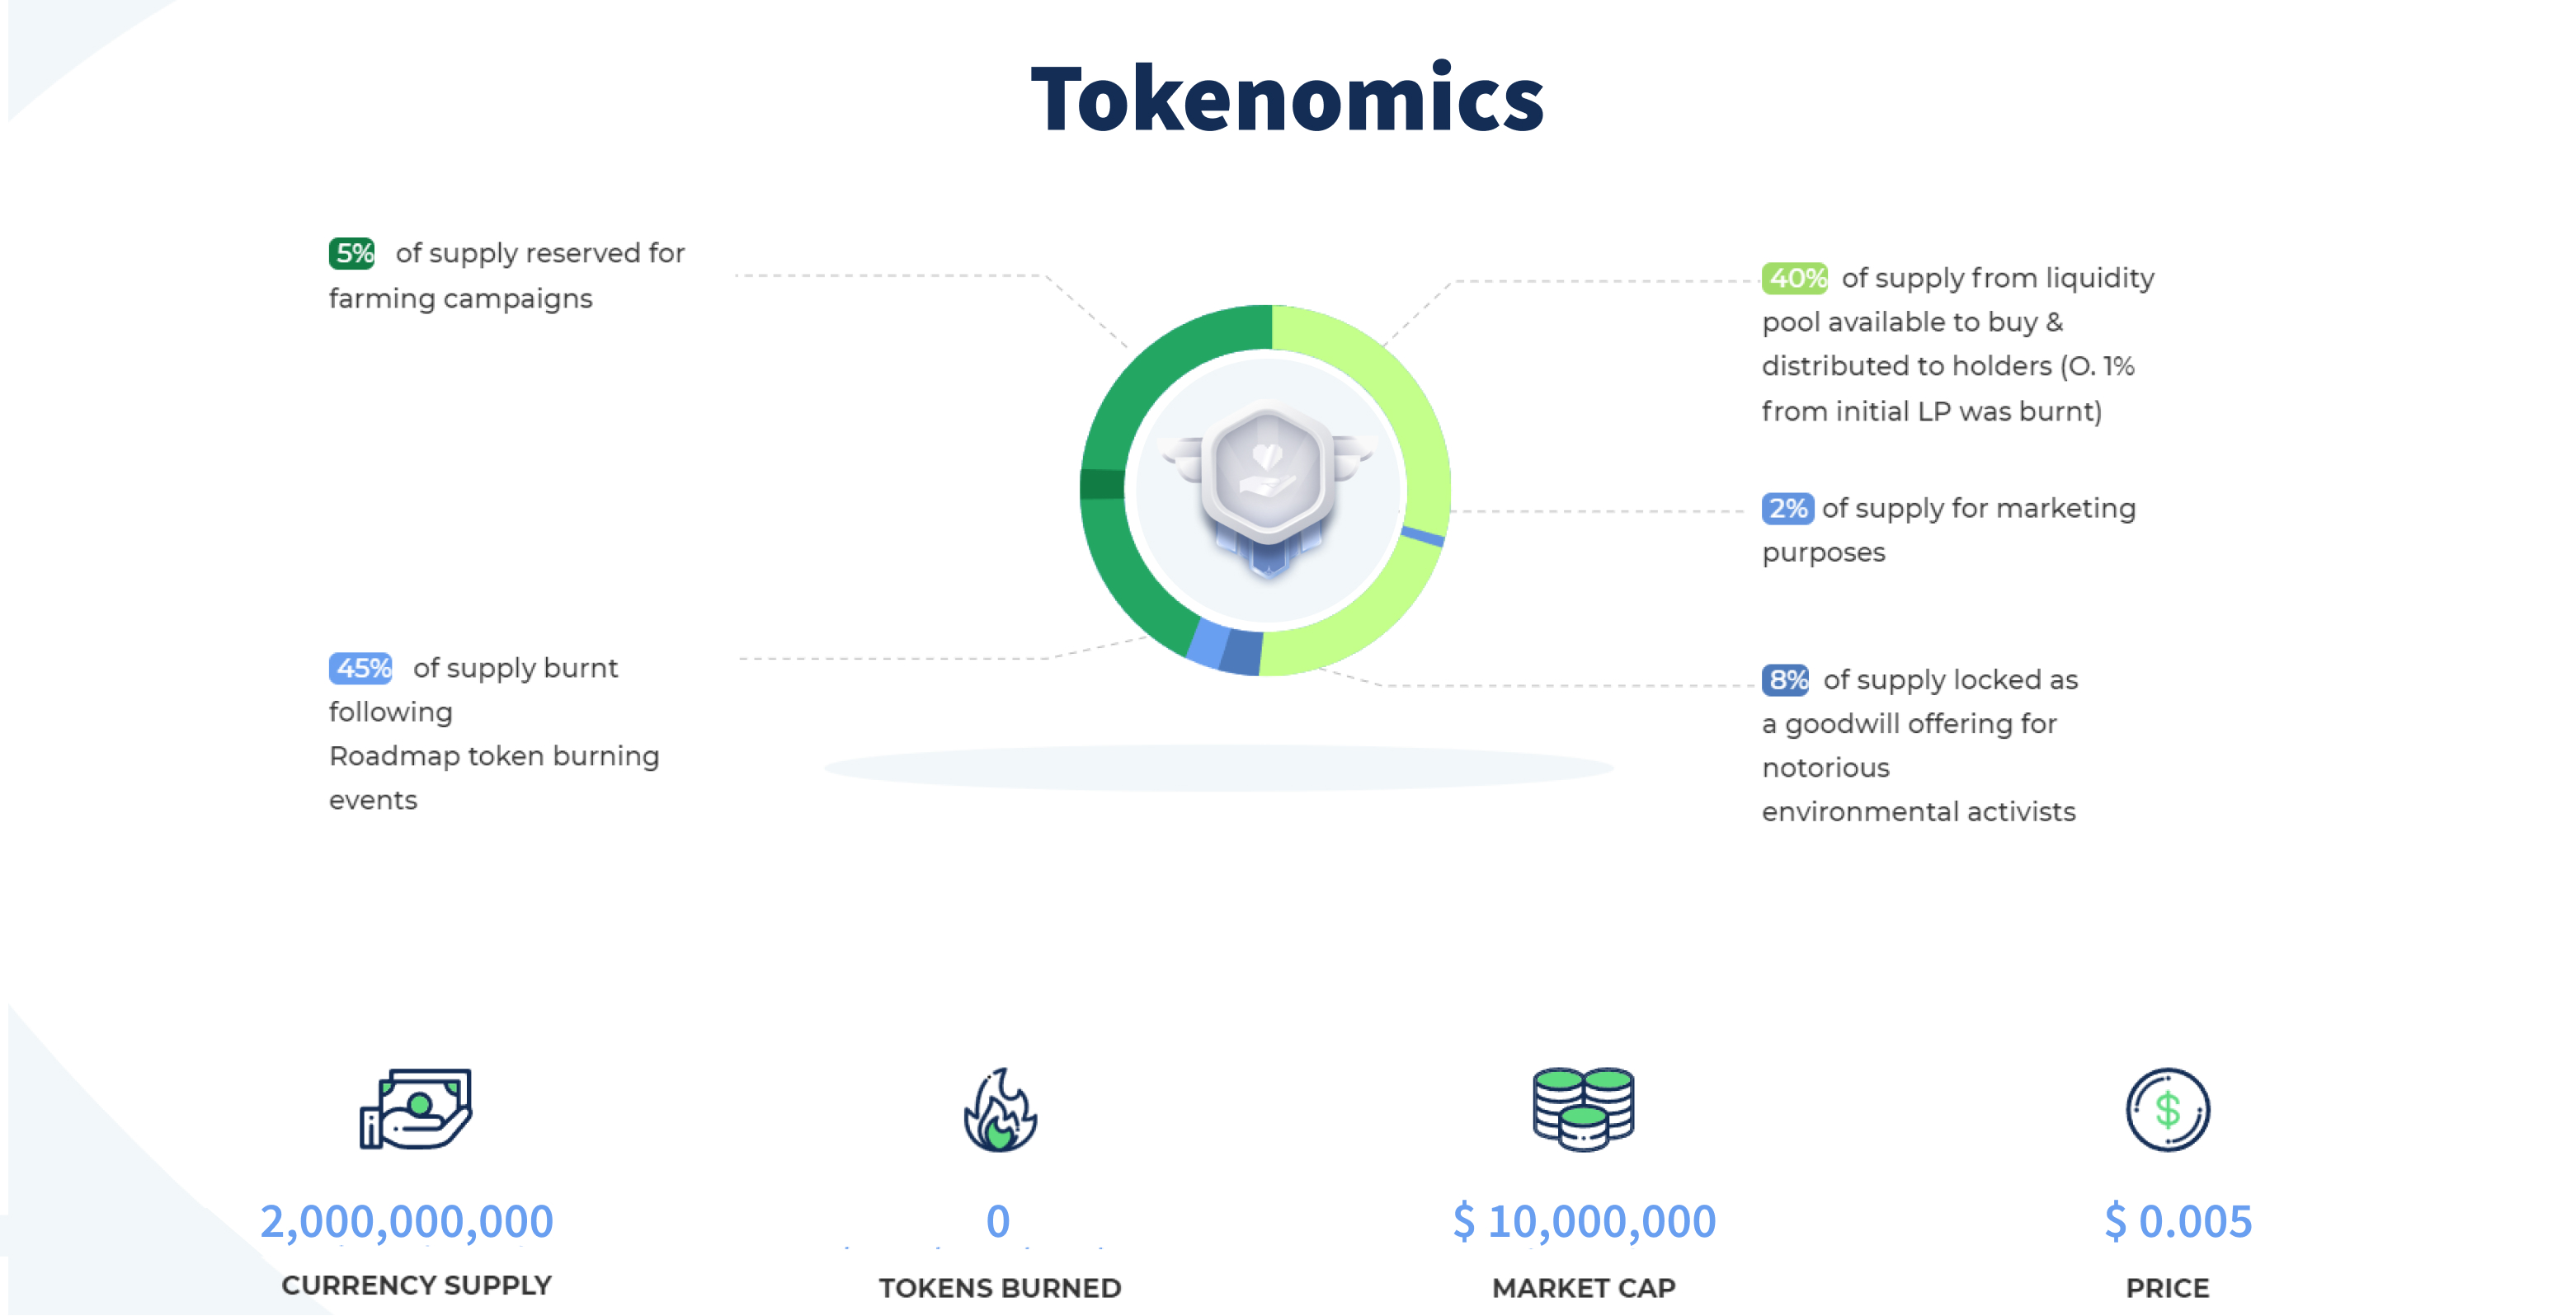 Tokenomics
5% of supply reserved for
farming campaigns
45% of supply burnt
following
Roadmap token burning
events
40% of supply from liquidity
pool available to buy &
distributed to holders (O. 1%
from initial LP was burnt)
2% of supply for marketing
purposes
8% of supply locked as
a goodwill offering for
notorious
environmental activists
2,000,000,000
CURRENCY SUPPLY
0
TOKENS BURNED
$ 10,000,000
MARKET CAP
$ 0.005
PRICE